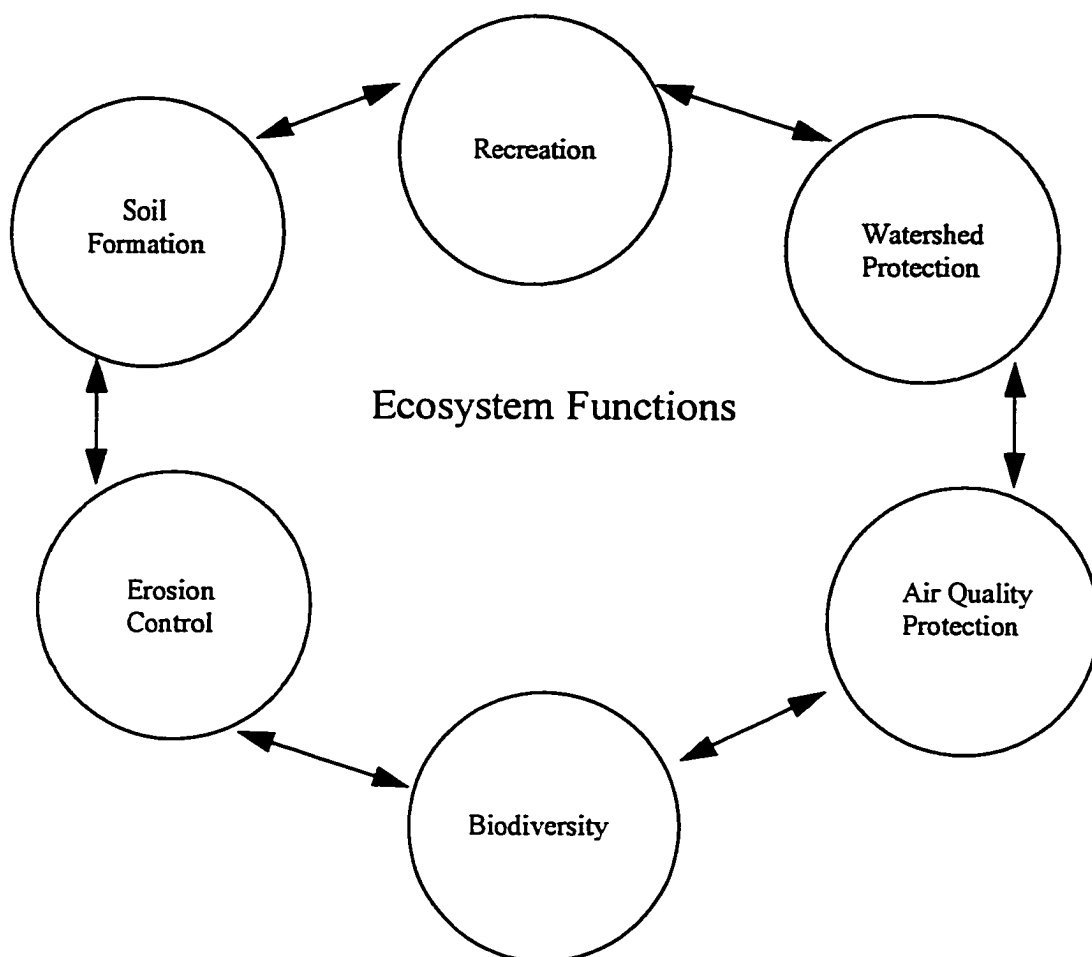 Recreation
Soil
Formation
Watershed
Protection
Ecosystem Functions
Erosion
Control
Air Quality
Protection
Biodiversity